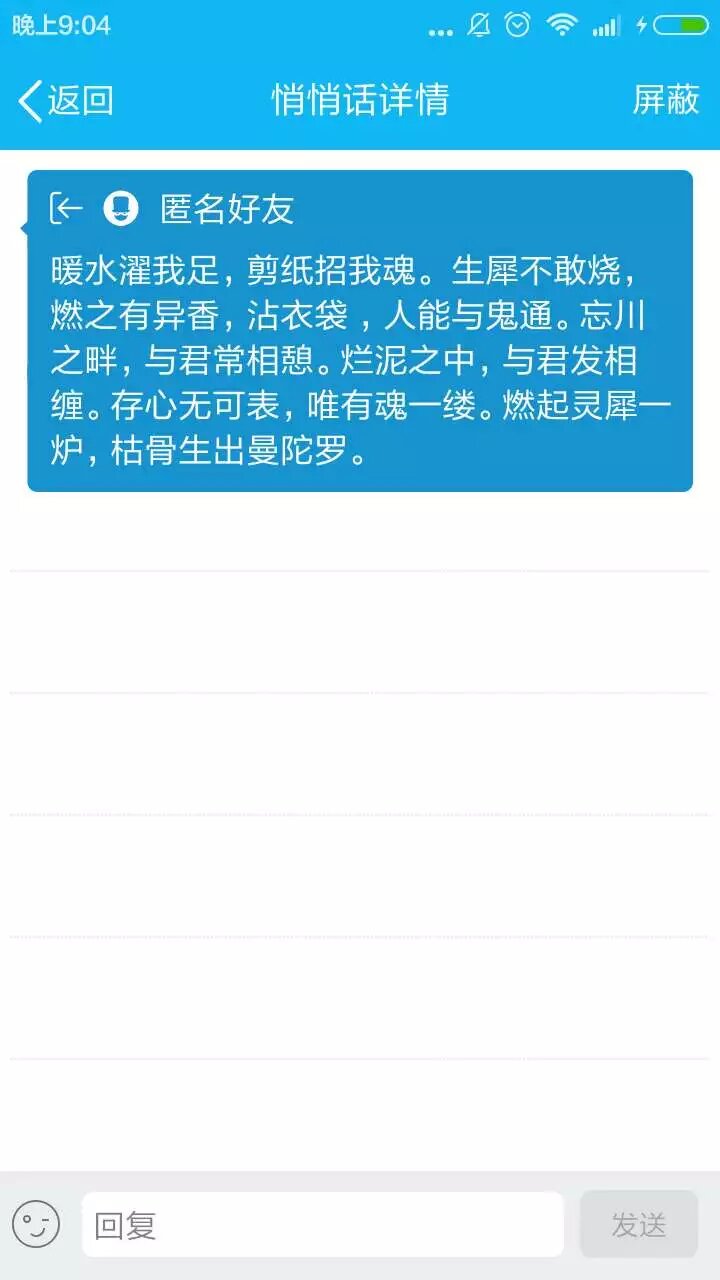 晚上9:04
返回
悄悄话详情
屏蔽
匿名好友
暖水濯我足，剪纸招我魂。生犀不敢烧，
燃之有异香，沾衣袋，人能与鬼通。忘川
之畔，与君常相憩。烂泥之中，与君发相
缠。存心无可表，唯有魂一缕。燃起灵犀一
炉，枯骨生出曼陀罗。
回复
发送